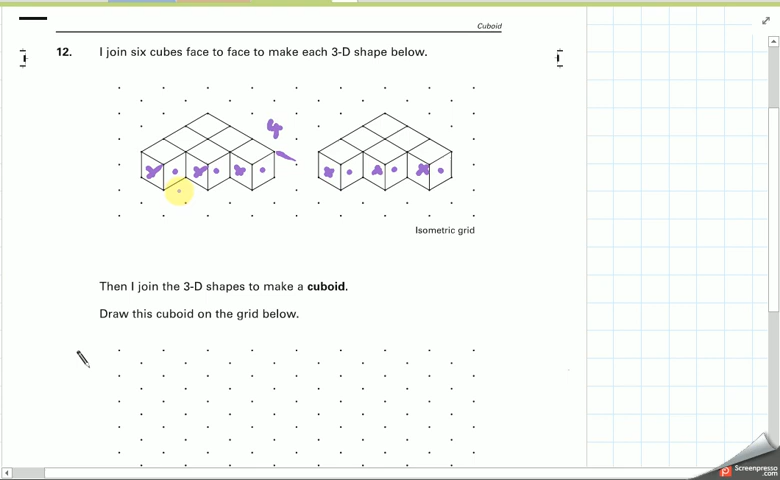 Cuboid
12. I join six cubes face to face to make each 3-D shape below.
4
Isometric grid
Then I join the 3-D shapes to make a cuboid.
Draw this cuboid on the grid below.
Screenpresso
.com